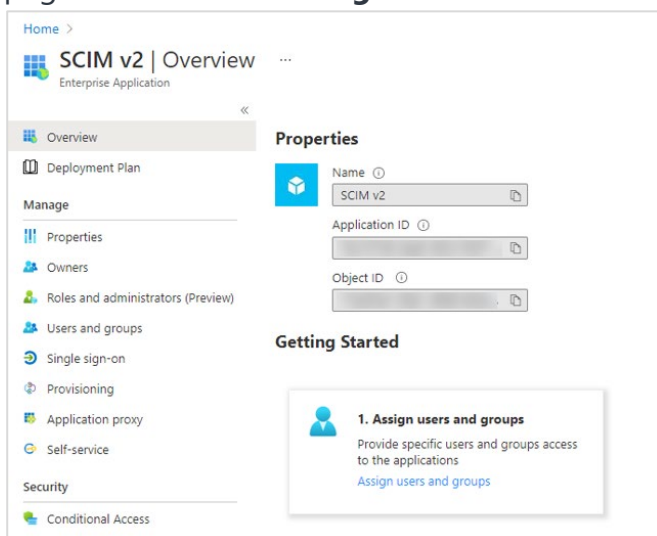 Home >
SCIM v2 | Overview ...
Enterprise Application
«
Overview
Deployment Plan
Manage
Properties
Owners
Roles and administrators (Preview)
Users and groups
Single sign-on
Provisioning
Application proxy
Self-service
Security
Conditional Access
Properties
Name
SCIM v2
Application ID
Object ID
Getting Started
1. Assign users and groups
Provide specific users and groups access
to the applications
Assign users and groups